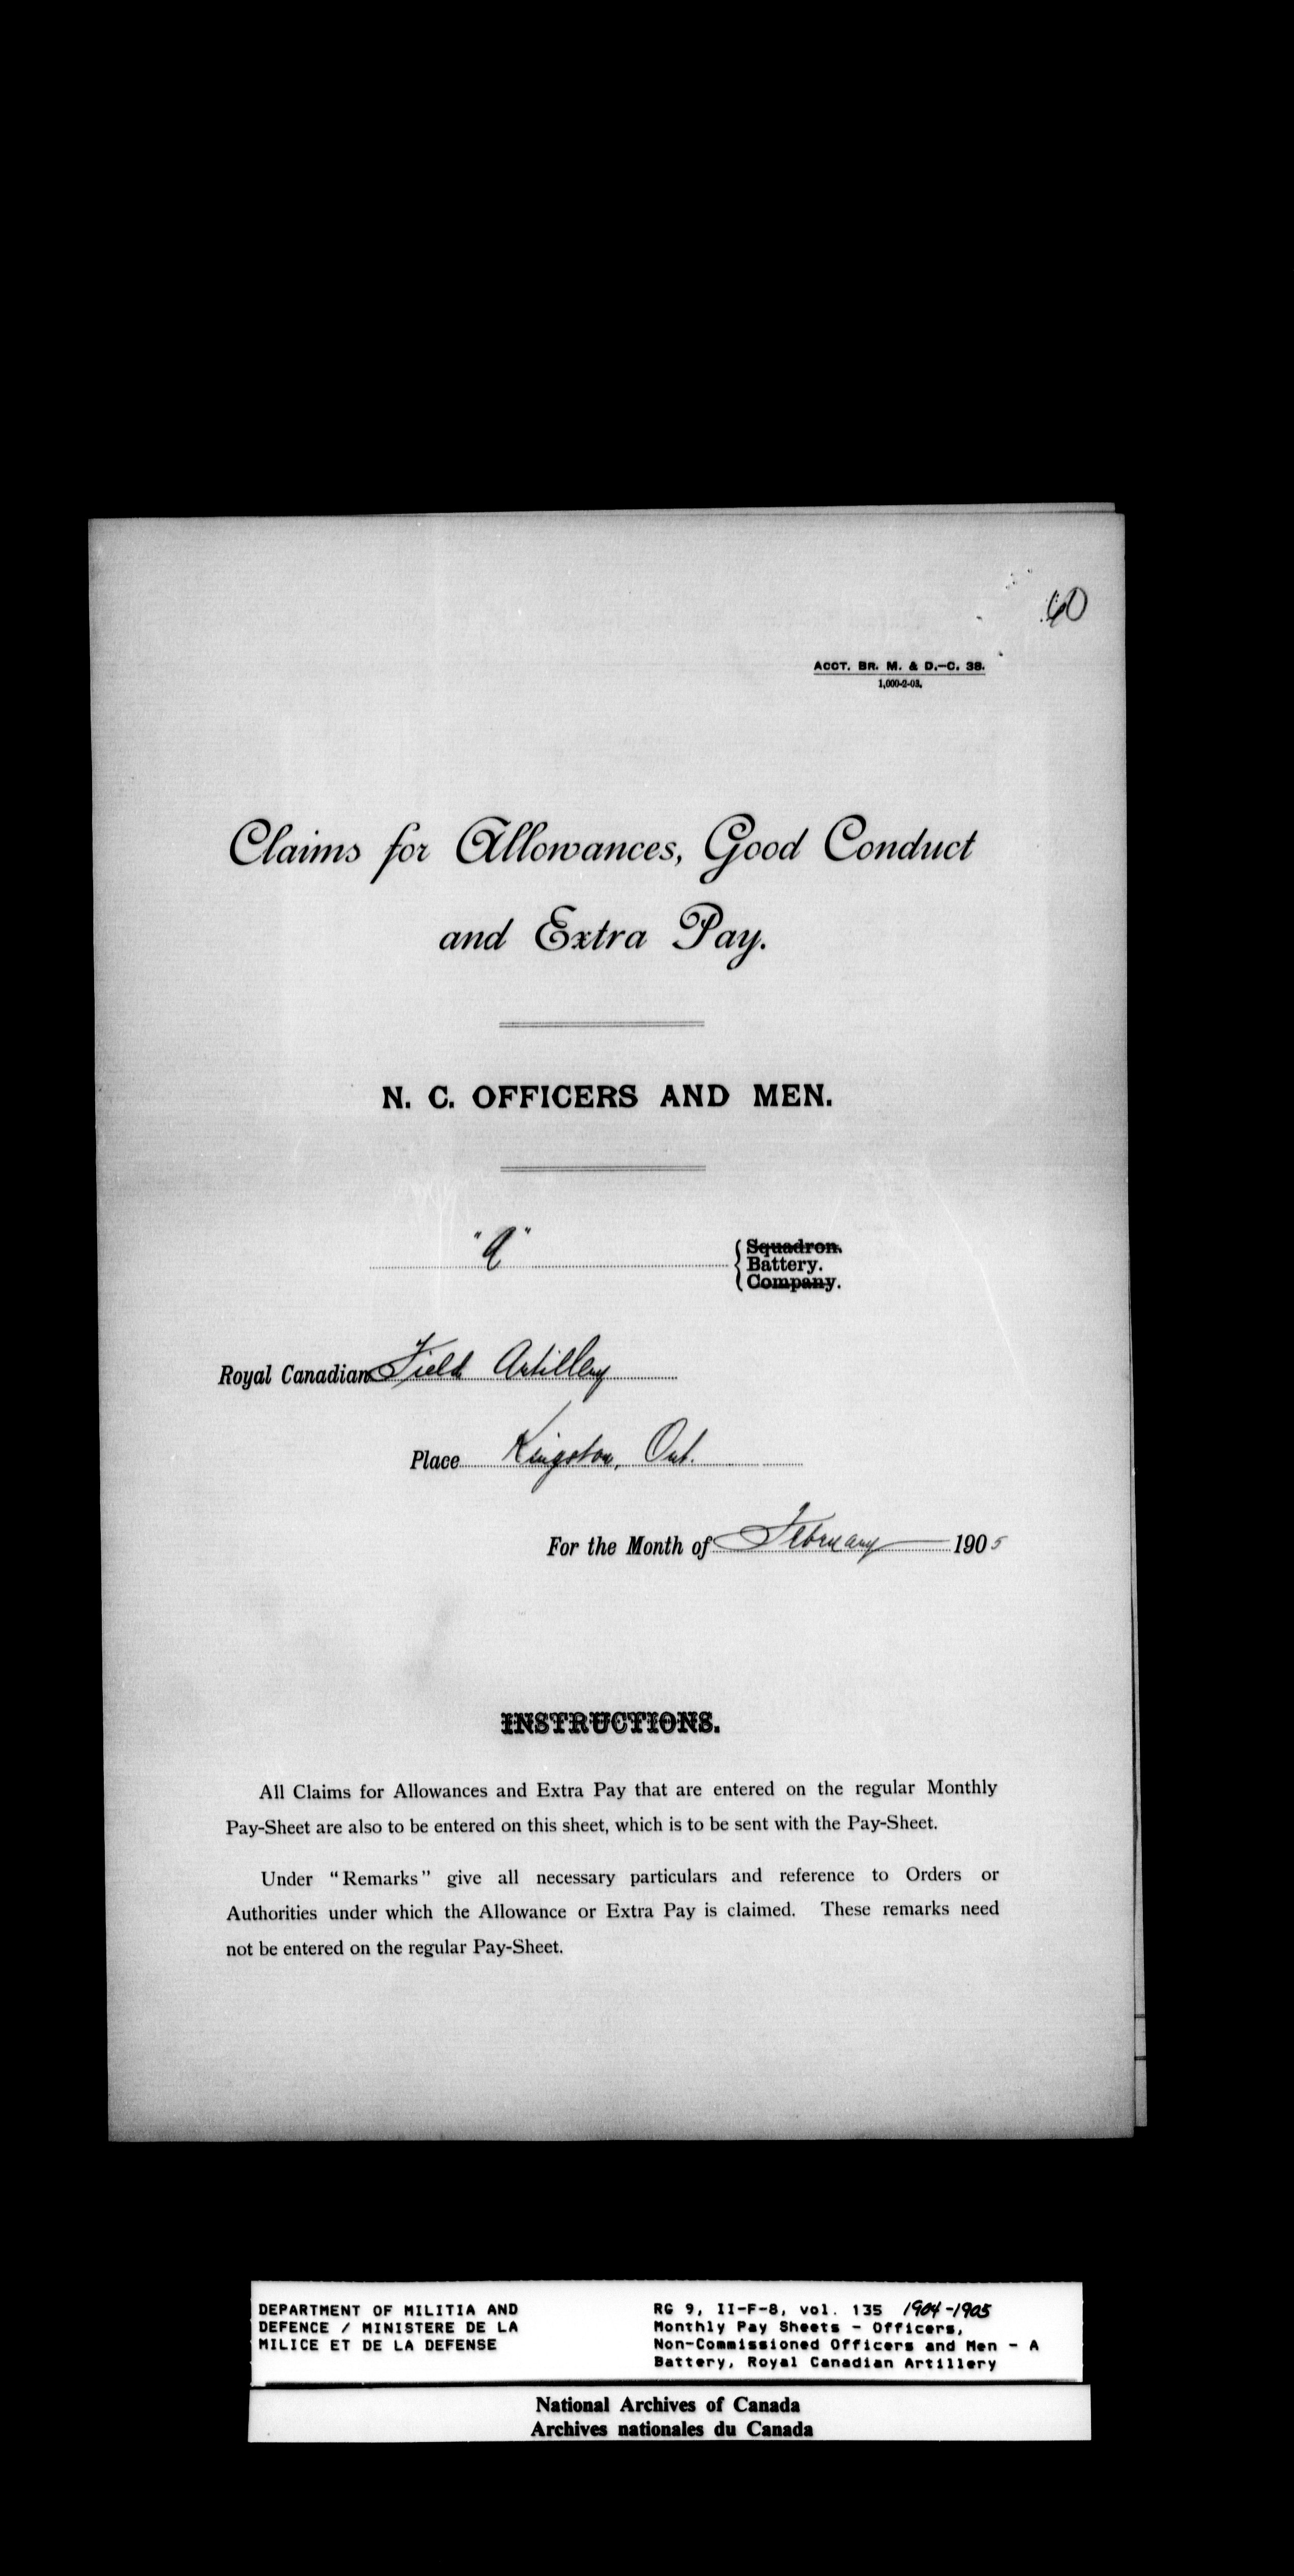 60
ACCT. BR. M. & D.—C. 38.
1,000-2-03.
Claims for Allowances, Good Conduct
and Extra Pay.
N. C. OFFICERS AND MEN.
"A"
Squadron.
Battery.
Company.
Royal Canadian Field Artillery
Place Kingston, Ont.
For the Month of February 1905
INSTRUCTIONS.
All Claims for Allowances and Extra Pay that are entered on the regular Monthly
Pay-Sheet are also to be entered on this sheet, which is to be sent with the Pay-Sheet.
Under "Remarks" give all necessary particulars and reference to Orders or
Authorities under which the Allowance or Extra Pay is claimed. These remarks need
not be entered on the regular Pay-Sheet.
DEPARTMENT OF MILITIA AND
DEFENCE / MINISTERE DE LA
MILICE ET DE LA DEFENSE
RG 9, II-F-8, vol. 135 1904-1905
Monthly Pay Sheets - Officers,
Non-Commissioned Officers and Men - A
Battery, Royal Canadian Artillery
National Archives of Canada
Archives nationales du Canada